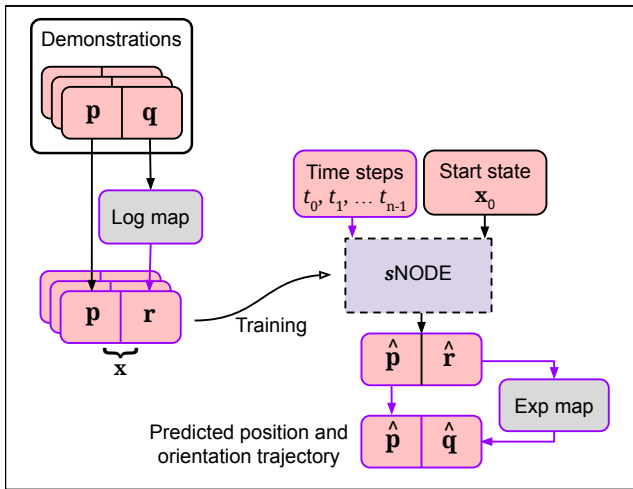 Demonstrations
p q
Log map
p r
x
Training
Time steps
t0, t1, ... tn-1
Start state
x0
sNODE
p̂ r̂
Exp map
p̂ q̂
Predicted position and
orientation trajectory